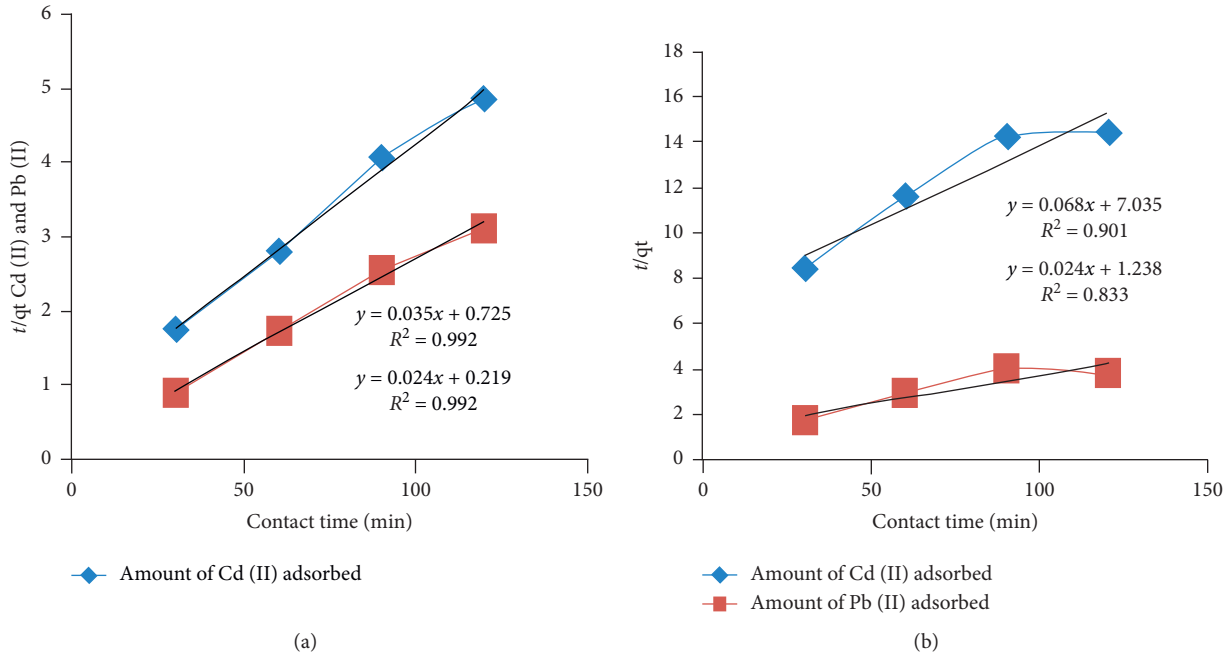 6
5
4
3
2
1
0
t/qt Cd (II) and Pb (II)
y = 0.035x + 0.725
R² = 0.992
y = 0.024x + 0.219
R² = 0.992
0 50 100 150
Contact time (min)
Amount of Cd (II) adsorbed
(a)
18
16
14
12
10
8
6
4
2
0
t/qt
y = 0.068x + 7.035
R² = 0.901
y = 0.024x + 1.238
R² = 0.833
0 50 100 150
Contact time (min)
Amount of Cd (II) adsorbed
Amount of Pb (II) adsorbed
(b)